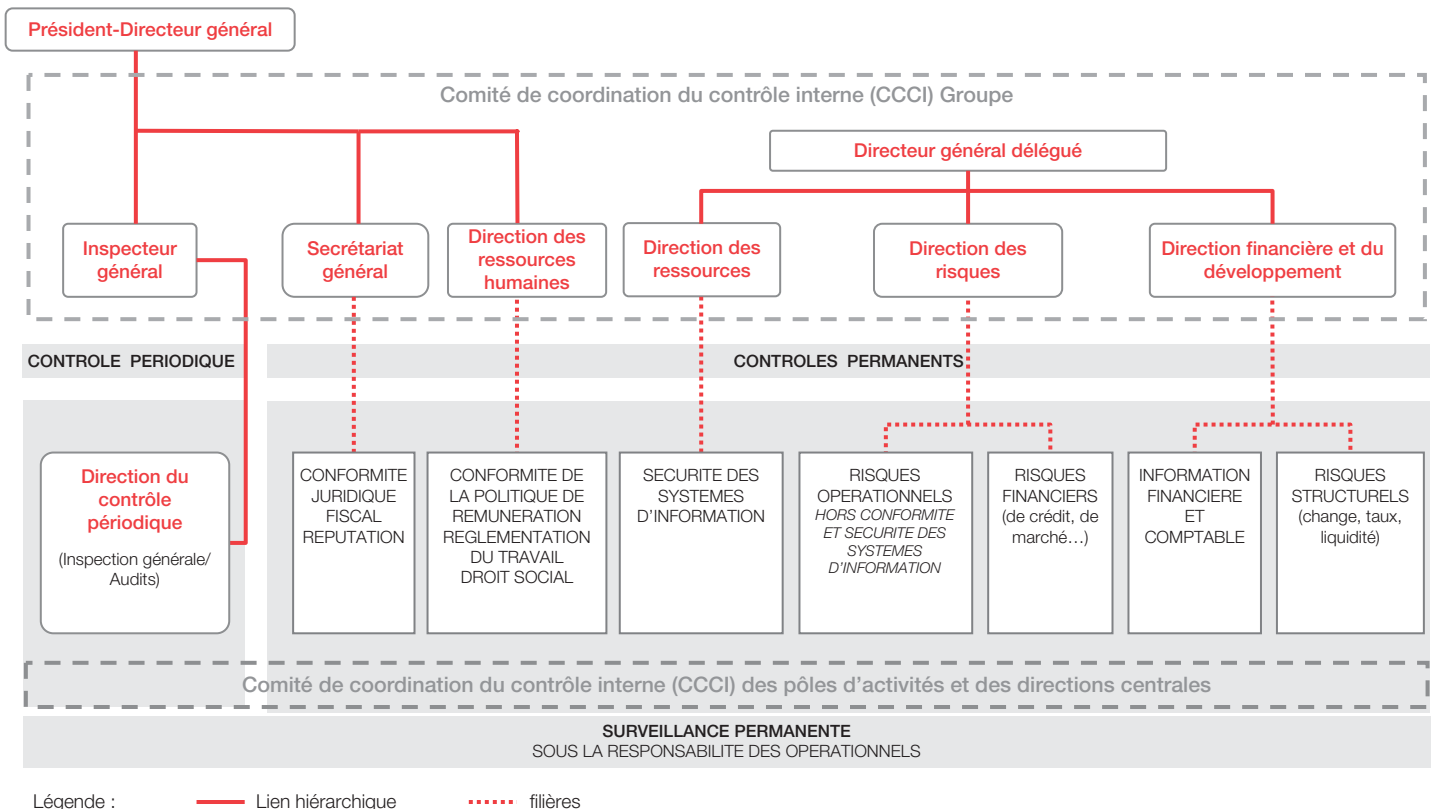 Président-Directeur général
Comité de coordination du contrôle interne (CCCI) Groupe
Directeur général délégué
Inspecteur
général
Secrétariat
général
Direction des
ressources
humaines
Direction des
ressources
Direction des
risques
Direction financière et du
développement
CONTROLE PERIODIQUE
CONTROLES PERMANENTS
Direction du
contrôle
périodique
(Inspection générale/
Audits)
CONFORMITE
JURIDIQUE
FISCAL
REPUTATION
CONFORMITE DE
LA POLITIQUE DE
REMUNERATION
REGLEMENTATION
DU TRAVAIL
DROIT SOCIAL
SECURITE DES
SYSTEMES
D'INFORMATION
RISQUES
OPERATIONNELS
HORS CONFORMITE
ET SECURITE DES
SYSTEMES
D'INFORMATION
RISQUES
FINANCIERS
(de crédit, de
marché…)
INFORMATION
FINANCIERE
ET
COMPTABLE
RISQUES
STRUCTURELS
(change, taux,
liquidité)
Comité de coordination du contrôle interne (CCCI) des pôles d'activités et des directions centrales
SURVEILLANCE PERMANENTE
SOUS LA RESPONSABILITE DES OPERATIONNELS
Légende :
Lien hiérarchique
filières